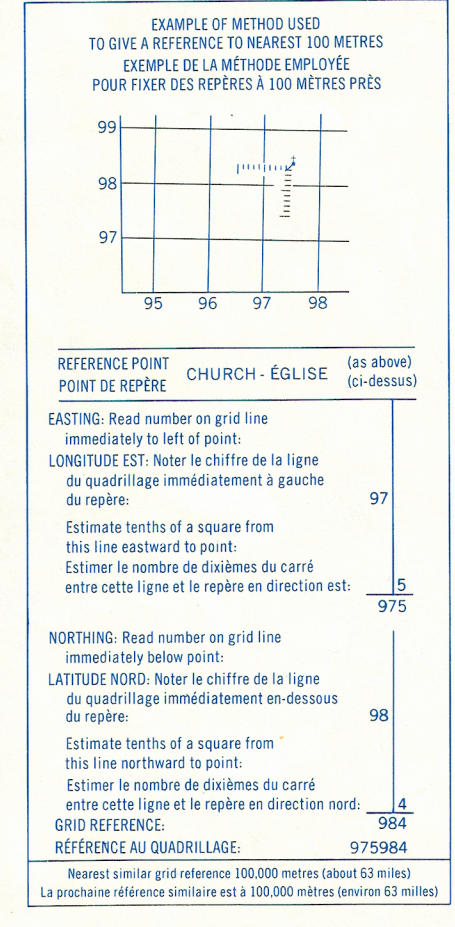 EXAMPLE OF METHOD USED
TO GIVE A REFERENCE TO NEAREST 100 METRES
EXEMPLE DE LA MÉTHODE EMPLOYÉE
POUR FIXER DES REPÈRES À 100 MÈTRES PRÈS
99
98
97
95 96 97 98
REFERENCE POINT
POINT DE REPÈRE
CHURCH - ÉGLISE
(as above)
(ci-dessus)
EASTING: Read number on grid line
immediately to left of point:
LONGITUDE EST: Noter le chiffre de la ligne
du quadrillage immédiatement à gauche
du repère: 97
Estimate tenths of a square from
this line eastward to point:
Estimer le nombre de dixièmes du carré
entre cette ligne et le repère en direction est: 5
975
NORTHING: Read number on grid line
immediately below point:
LATITUDE NORD: Noter le chiffre de la ligne
du quadrillage immédiatement en-dessous
du repère: 98
Estimate tenths of a square from
this line northward to point:
Estimer le nombre de dixièmes du carré
entre cette ligne et le repère en direction nord: 4
GRID REFERENCE: 984
RÉFÉRENCE AU QUADRILLAGE: 975984
Nearest similar grid reference 100,000 metres (about 63 miles)
La prochaine référence similaire est à 100,000 mètres (environ 63 milles)